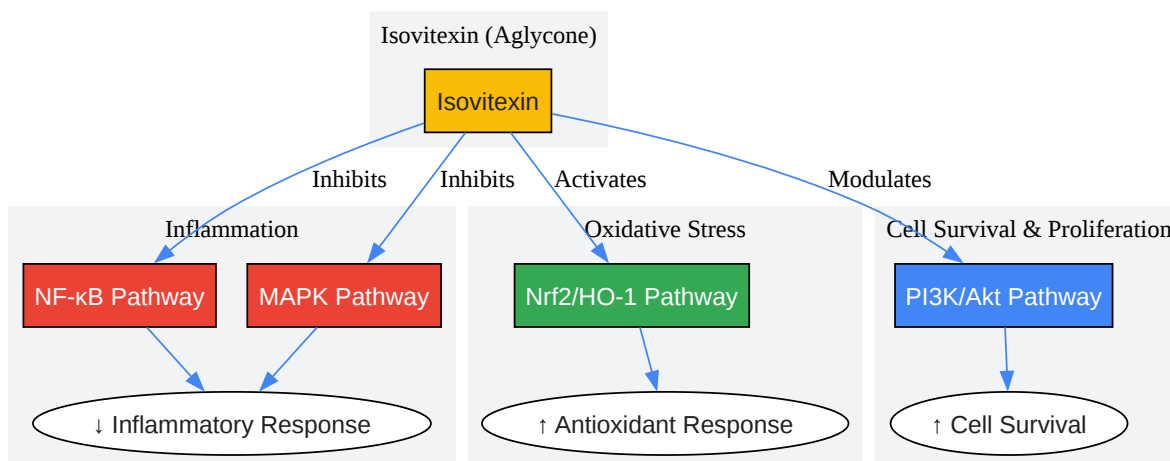 Isovitexin (Aglycone)
Isovitexin
Inhibits
Inhibits
Activates
Modulates
Inflammation
Oxidative Stress
Cell Survival & Proliferation
NF-κB Pathway
MAPK Pathway
Nrf2/HO-1 Pathway
PI3K/Akt Pathway
↓ Inflammatory Response
↑ Antioxidant Response
↑ Cell Survival